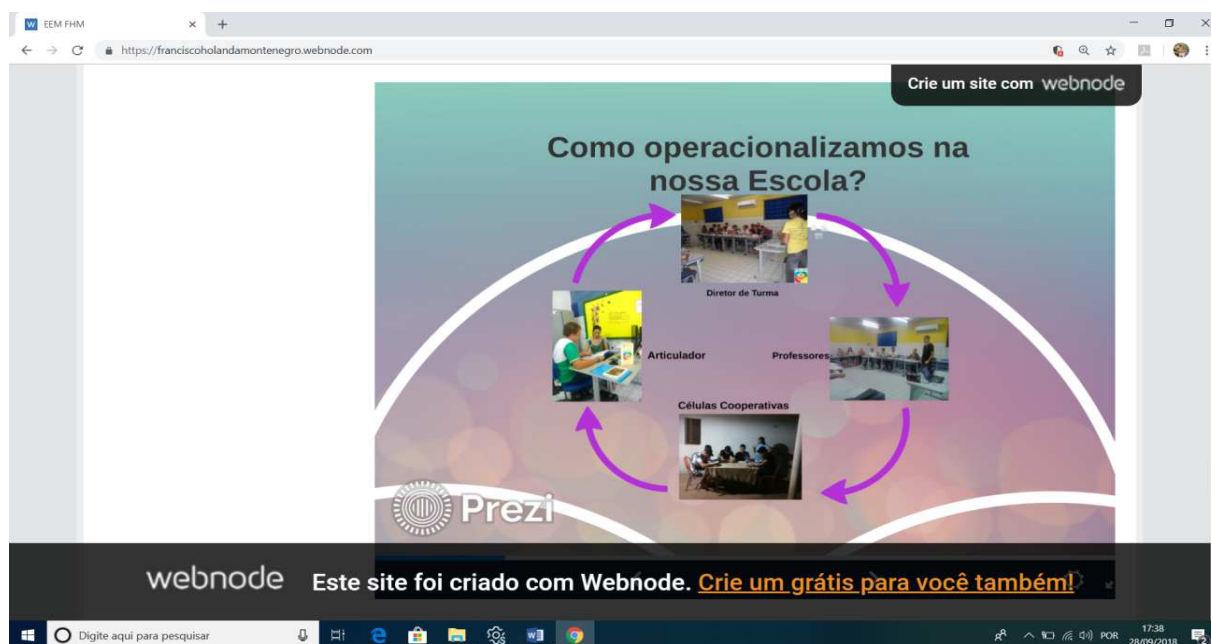 EEM FHM
https://franciscoholandamontenegro.webnode.com
Crie um site com webnode
Como operacionalizamos na
nossa Escola?
Diretor de Turma
Articulador
Professores
Células Cooperativas
Prezi
webnode Este site foi criado com Webnode. Crie um grátis para você também!
Digite aqui para pesquisar
POR
17:38
28/09/2018